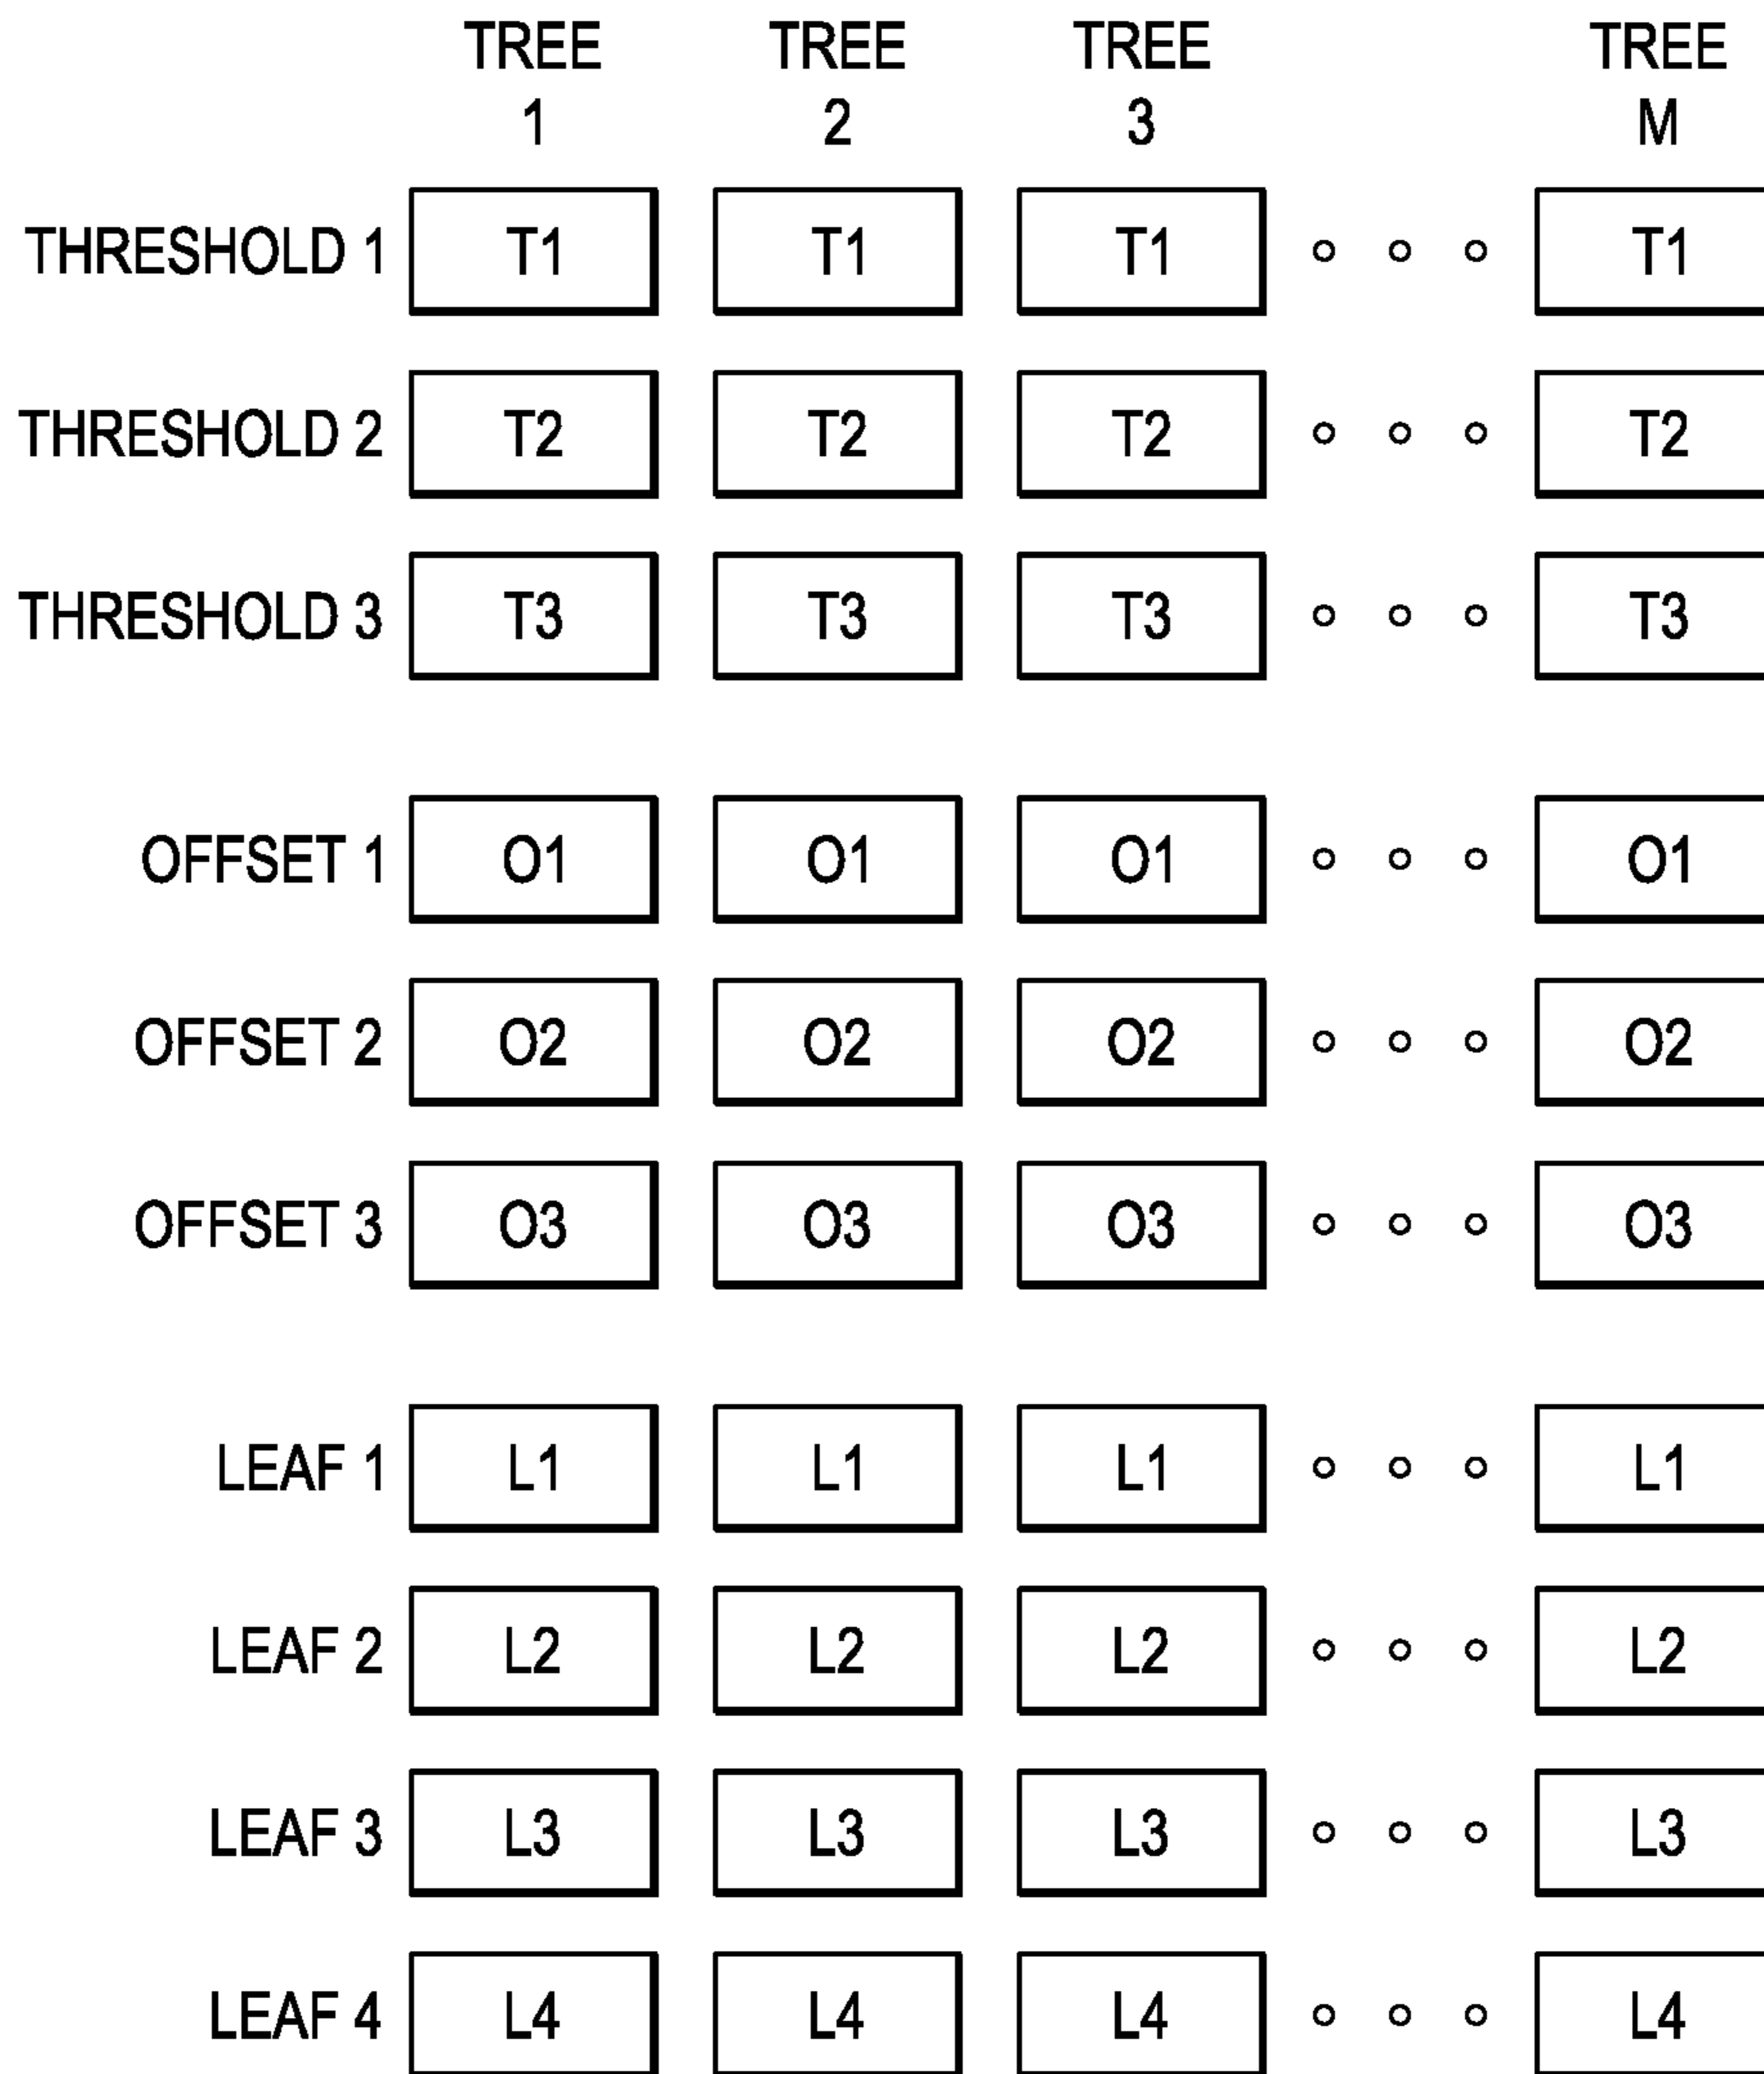 TREE TREE TREE TREE
1 2 3 M
THRESHOLD 1 T1 T1 T1 T1
THRESHOLD 2 T2 T2 T2 T2
THRESHOLD 3 T3 T3 T3 T3
OFFSET 1 O1 O1 O1 O1
OFFSET 2 O2 O2 O2 O2
OFFSET 3 O3 O3 O3 O3
LEAF 1 L1 L1 L1 L1
LEAF 2 L2 L2 L2 L2
LEAF 3 L3 L3 L3 L3
LEAF 4 L4 L4 L4 L4